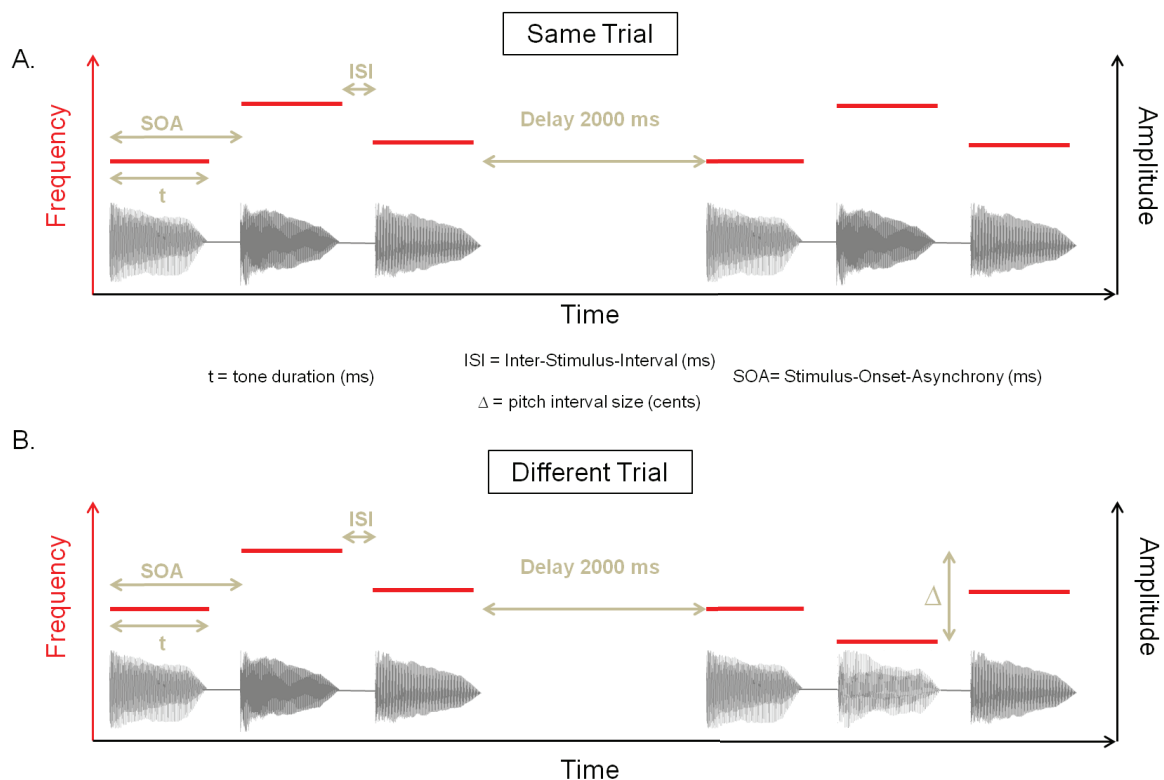 Same Trial
A.
Frequency
SOA
t
ISI
Delay 2000 ms
Amplitude
Time
t = tone duration (ms)
ISI = Inter-Stimulus-Interval (ms)
SOA= Stimulus-Onset-Asynchrony (ms)
Δ = pitch interval size (cents)
B.
Different Trial
Frequency
SOA
t
ISI
Delay 2000 ms
Δ
Amplitude
Time